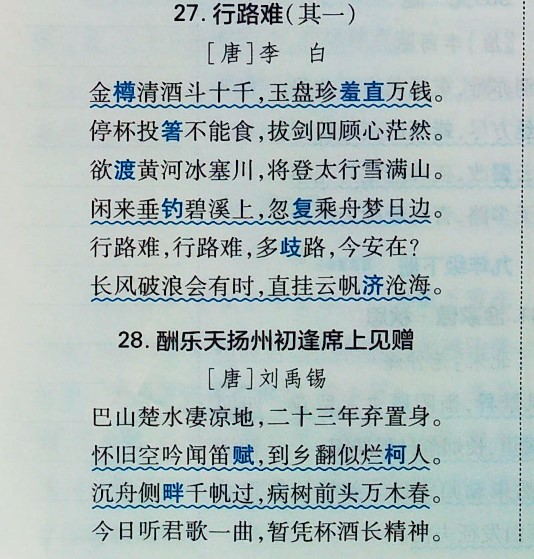 27. 行路难(其一)
[唐]李 白
金樽清酒斗十千,玉盘珍羞直万钱。
停杯投箸不能食,拔剑四顾心茫然。
欲渡黄河冰塞川,将登太行雪满山。
闲来垂钓碧溪上,忽复乘舟梦日边。
行路难,行路难,多歧路,今安在?
长风破浪会有时,直挂云帆济沧海。
28. 酬乐天扬州初逢席上见赠
[唐]刘禹锡
巴山楚水凄凉地,二十三年弃置身。
怀旧空吟闻笛赋,到乡翻似烂柯人。
沉舟侧畔千帆过,病树前头万木春。
今日听君歌一曲,暂凭杯酒长精神。